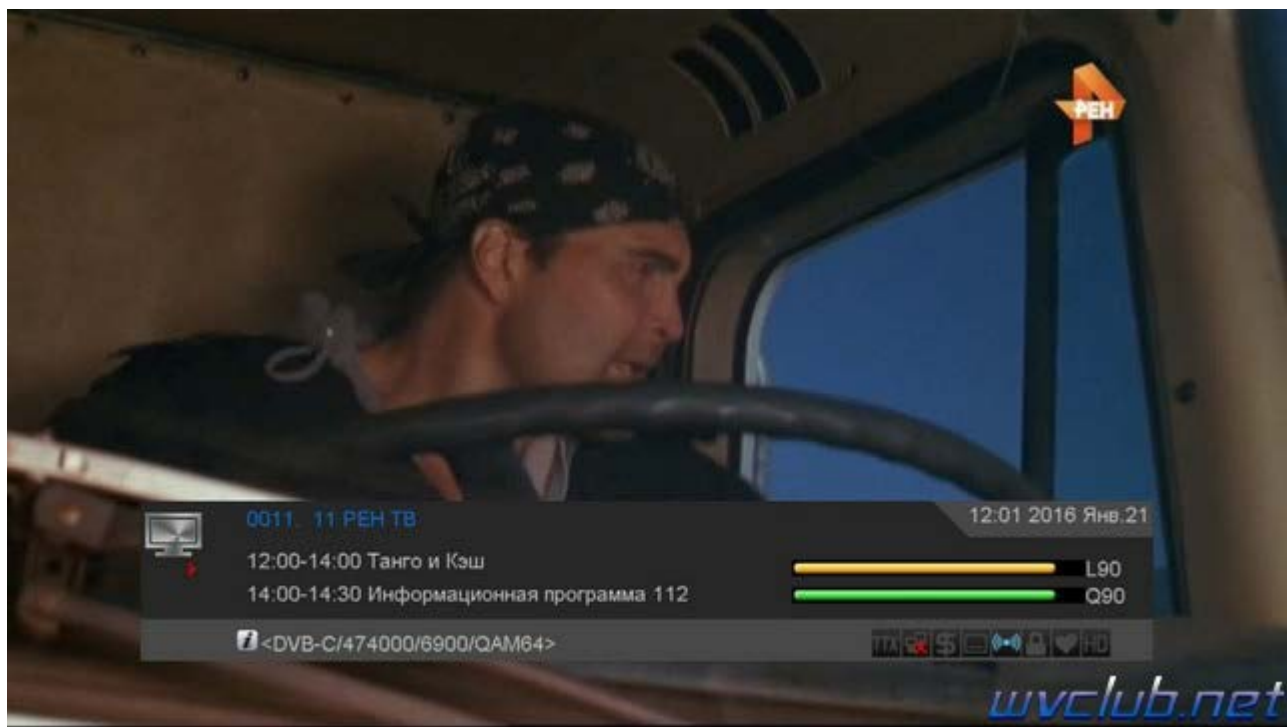 РЕН
0011. 11 РЕН ТВ
12:01 2016 Янв.21
12:00-14:00 Танго и Кэш
L90
14:00-14:30 Информационная программа 112
Q90
i <DVB-C/474000/6900/QAM64>
TTX $ HD
wvclub.net